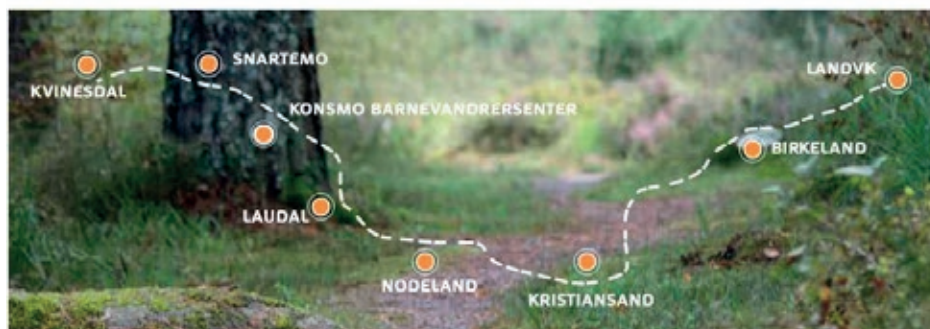 SNARTEMO
KVINESDAL
LANDVK
KONSMO BARNEVANDRERSENTER
BIRKELAND
LAUDAL
NODELAND
KRISTIANSAND